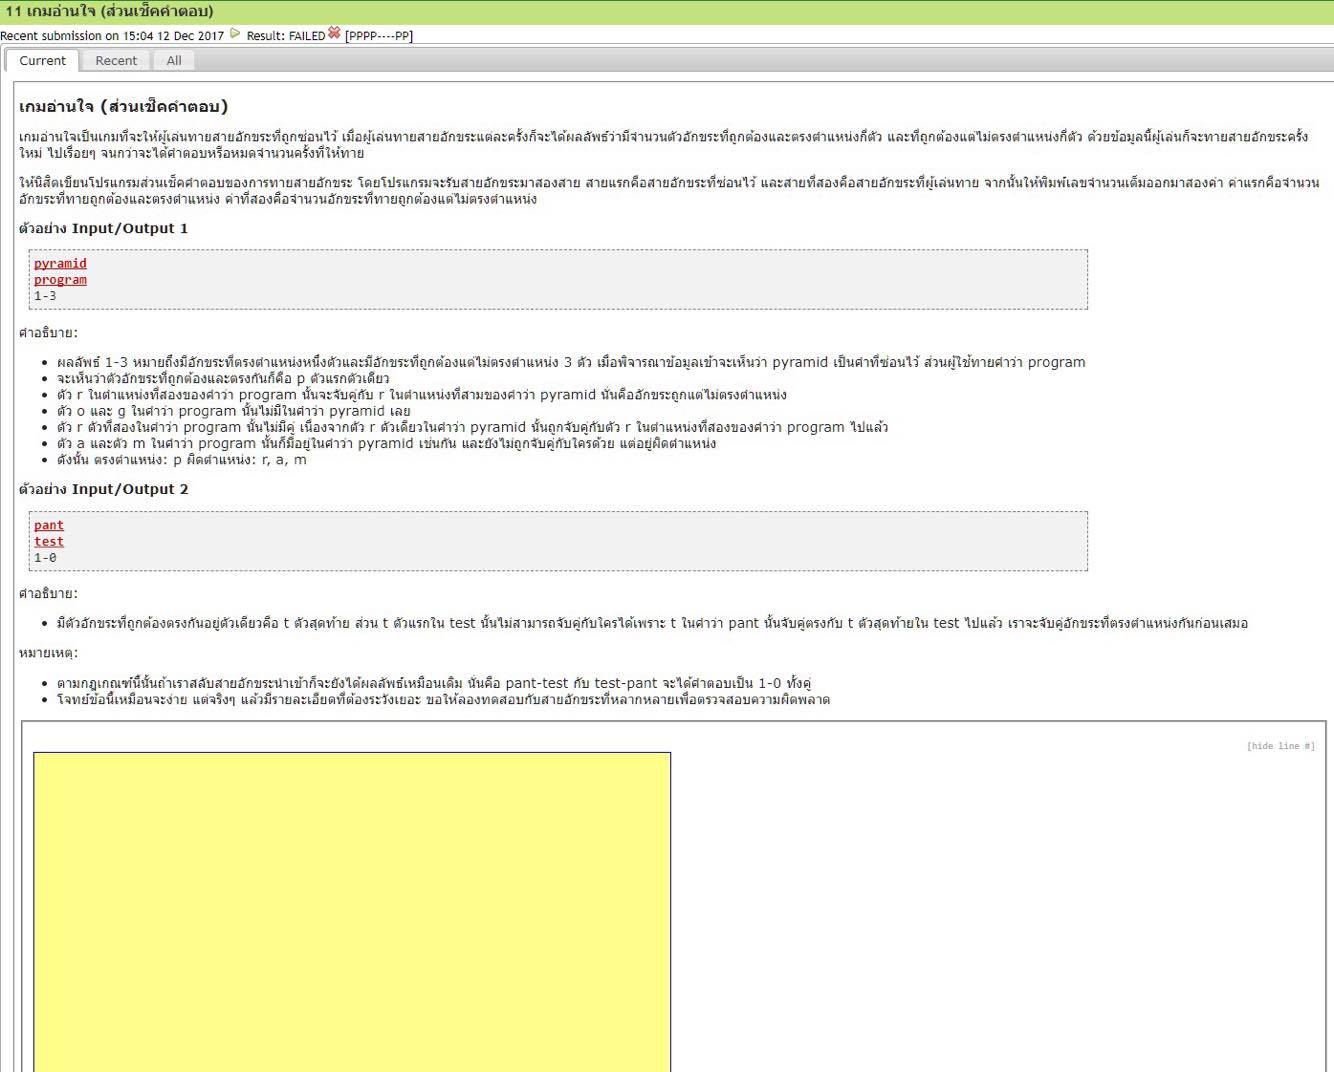 11 เกมอ่านใจ (ส่วนเช็คคำตอบ)
Recent submission on 15:04 12 Dec 2017 Result: FAILED [PPPP----PP]
Current Recent All
เกมอ่านใจ (ส่วนเช็คคำตอบ)
เกมอ่านใจเป็นเกมที่จะให้ผู้เล่นทายสายอักขระที่ถูกซ่อนไว้ เมื่อผู้เล่นทายสายอักขระแต่ละครั้งก็จะได้ผลลัพธ์ว่ามีจำนวนตัวอักขระที่ถูกต้องและตรงตำแหน่งกี่ตัว และที่ถูกต้องแต่ไม่ตรงตำแหน่งกี่ตัว ด้วยข้อมูลนี้ผู้เล่นก็จะทายสายอักขระครั้ง
ใหม่ ไปเรื่อยๆ จนกว่าจะได้คำตอบหรือหมดจำนวนครั้งที่ให้ทาย
ให้นิสิตเขียนโปรแกรมส่วนเช็คคำตอบของการทายสายอักขระ โดยโปรแกรมจะรับสายอักขระมาสองสาย สายแรกคือสายอักขระที่ซ่อนไว้ และสายที่สองคือสายอักขระที่ผู้เล่นทาย จากนั้นให้พิมพ์เลขจำนวนเต็มออกมาสองค่า ค่าแรกคือจำนวน
อักขระที่ทายถูกต้องและตรงตำแหน่ง ค่าที่สองคือจำนวนอักขระที่ทายถูกต้องแต่ไม่ตรงตำแหน่ง
ตัวอย่าง Input/Output 1
pyramid
program
1-3
คำอธิบาย:
• ผลลัพธ์ 1-3 หมายถึงมีอักขระที่ตรงตำแหน่งหนึ่งตัวและมีอักขระที่ถูกต้องแต่ไม่ตรงตำแหน่ง 3 ตัว เมื่อพิจารณาข้อมูลเข้าจะเห็นว่า pyramid เป็นคำที่ซ่อนไว้ ส่วนผู้ใช้ทายคำว่า program
• จะเห็นว่าตัวอักขระที่ถูกต้องและตรงกันก็คือ p ตัวแรกตัวเดียว
• ตัว r ในตำแหน่งที่สองของคำว่า program นั้นจะจับคู่กับ r ในตำแหน่งที่สามของคำว่า pyramid นั่นคืออักขระถูกแต่ไม่ตรงตำแหน่ง
• ตัว o และ g ในคำว่า program นั้นไม่มีในคำว่า pyramid เลย
• ตัว r ตัวที่สองในคำว่า program นั้นไม่มีคู่ เนื่องจากตัว r ตัวเดียวในคำว่า pyramid นั้นถูกจับคู่กับตัว r ในตำแหน่งที่สองของคำว่า program ไปแล้ว
• ตัว a และตัว m ในคำว่า program นั้นก็มีอยู่ในคำว่า pyramid เช่นกัน และยังไม่ถูกจับคู่กับใครด้วย แต่อยู่ผิดตำแหน่ง
• ดังนั้น ตรงตำแหน่ง: p ผิดตำแหน่ง: r, a, m
ตัวอย่าง Input/Output 2
pant
test
1-0
คำอธิบาย:
• มีตัวอักขระที่ถูกต้องตรงกันอยู่ตัวเดียวคือ t ตัวสุดท้าย ส่วน t ตัวแรกใน test นั้นไม่สามารถจับคู่กับใครได้เพราะ t ในคำว่า pant นั้นจับคู่ตรงกับ t ตัวสุดท้ายใน test ไปแล้ว เราจะจับคู่อักขระที่ตรงตำแหน่งกันก่อนเสมอ
หมายเหตุ:
• ตามกฎเกณฑ์นี้นั้นถ้าเราสลับสายอักขระนำเข้าก็จะยังได้ผลลัพธ์เหมือนเดิม นั่นคือ pant-test กับ test-pant จะได้คำตอบเป็น 1-0 ทั้งคู่
• โจทย์ข้อนี้เหมือนจะง่าย แต่จริงๆ แล้วมีรายละเอียดที่ต้องระวังเยอะ ขอให้ลองทดสอบกับสายอักขระที่หลากหลายเพื่อตรวจสอบความผิดพลาด
[hide line #]